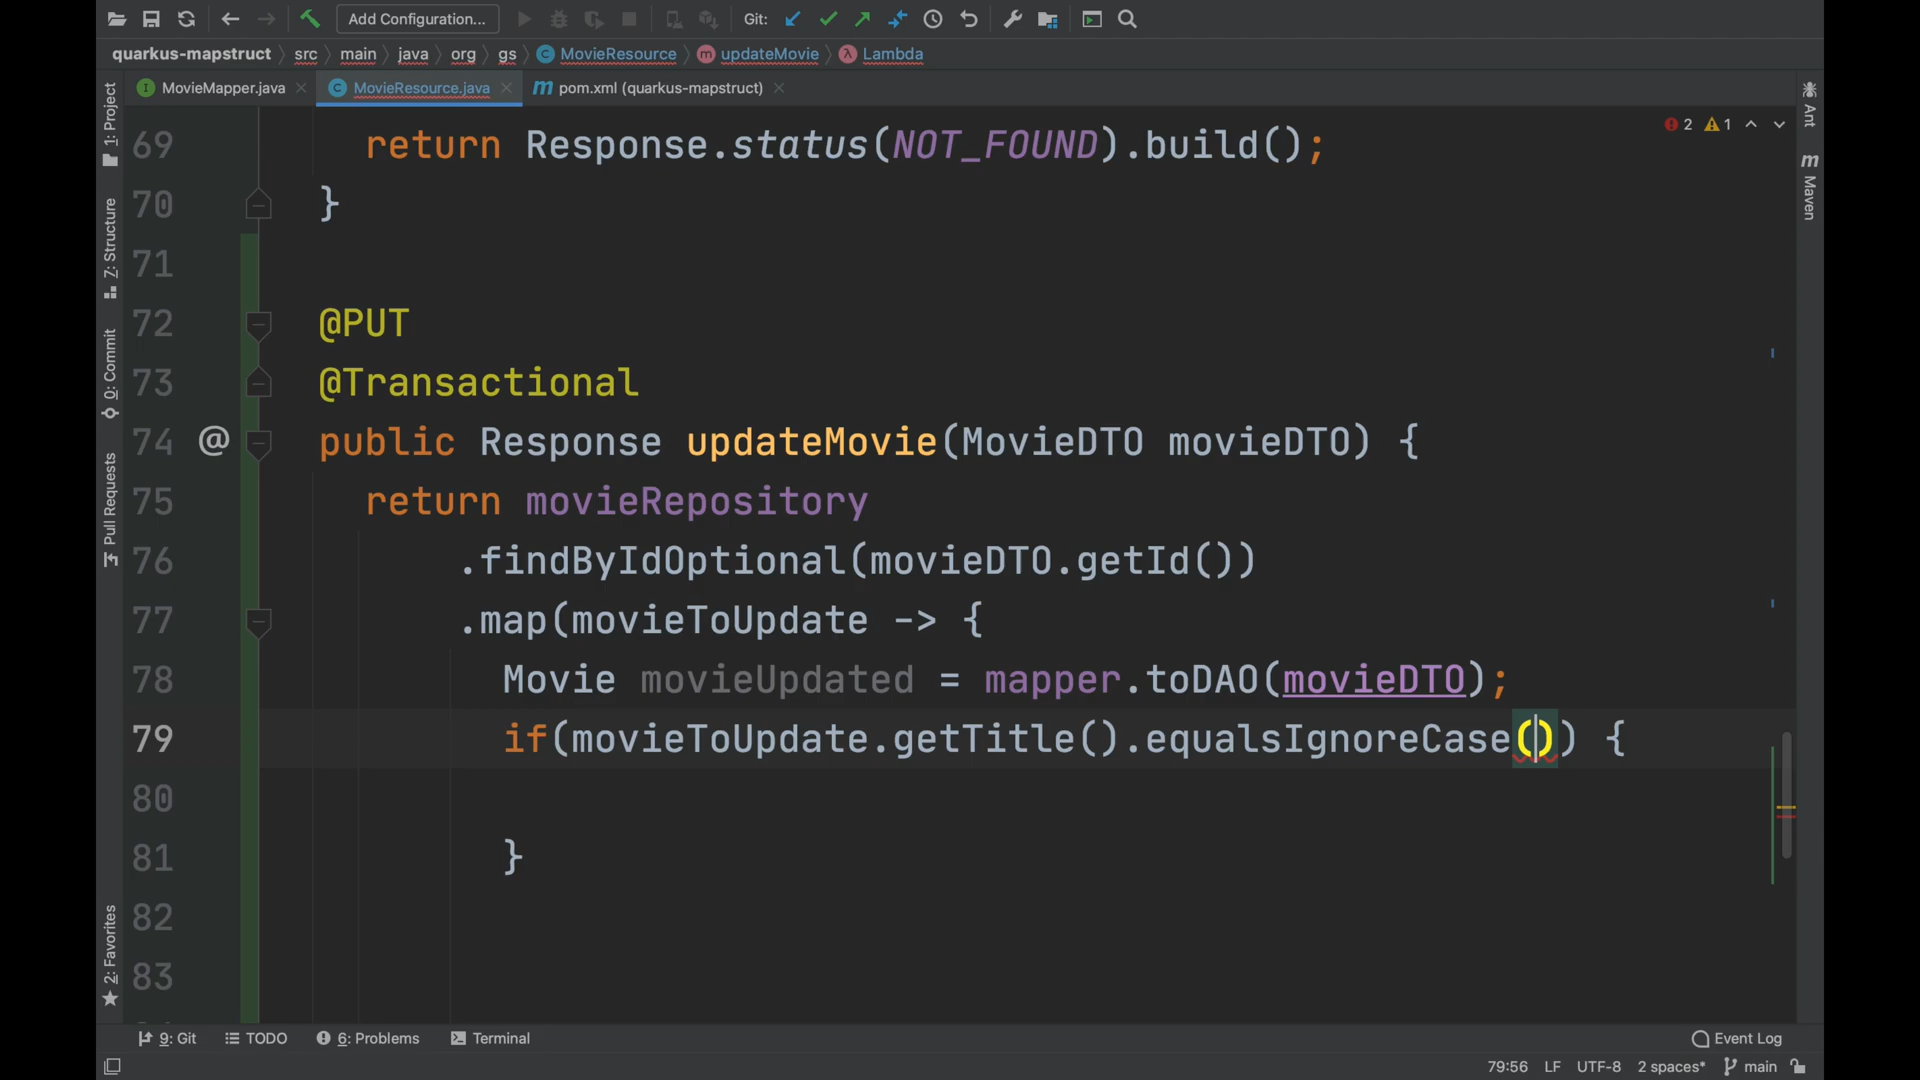 Add Configuration...
Git:
quarkus-mapstruct src main java org gs MovieResource updateMovie Lambda
MovieMapper.java MovieResource.java pom.xml (quarkus-mapstruct)
1: Project
7: Structure
0: Commit
Pull Requests
2: Favorites
2 1
Ant
Maven
69 return Response.status(NOT_FOUND).build();
70 }
71
72 @PUT
73 @Transactional
74 @ public Response updateMovie(MovieDTO movieDTO) {
75 return movieRepository
76 .findByIdOptional(movieDTO.getId())
77 .map(movieToUpdate -> {
78 Movie movieUpdated = mapper.toDAO(movieDTO);
79 if(movieToUpdate.getTitle().equalsIgnoreCase()) {
80
81 }
82
83
9: Git TODO 6: Problems Terminal Event Log
79:56 LF UTF-8 2 spaces* main